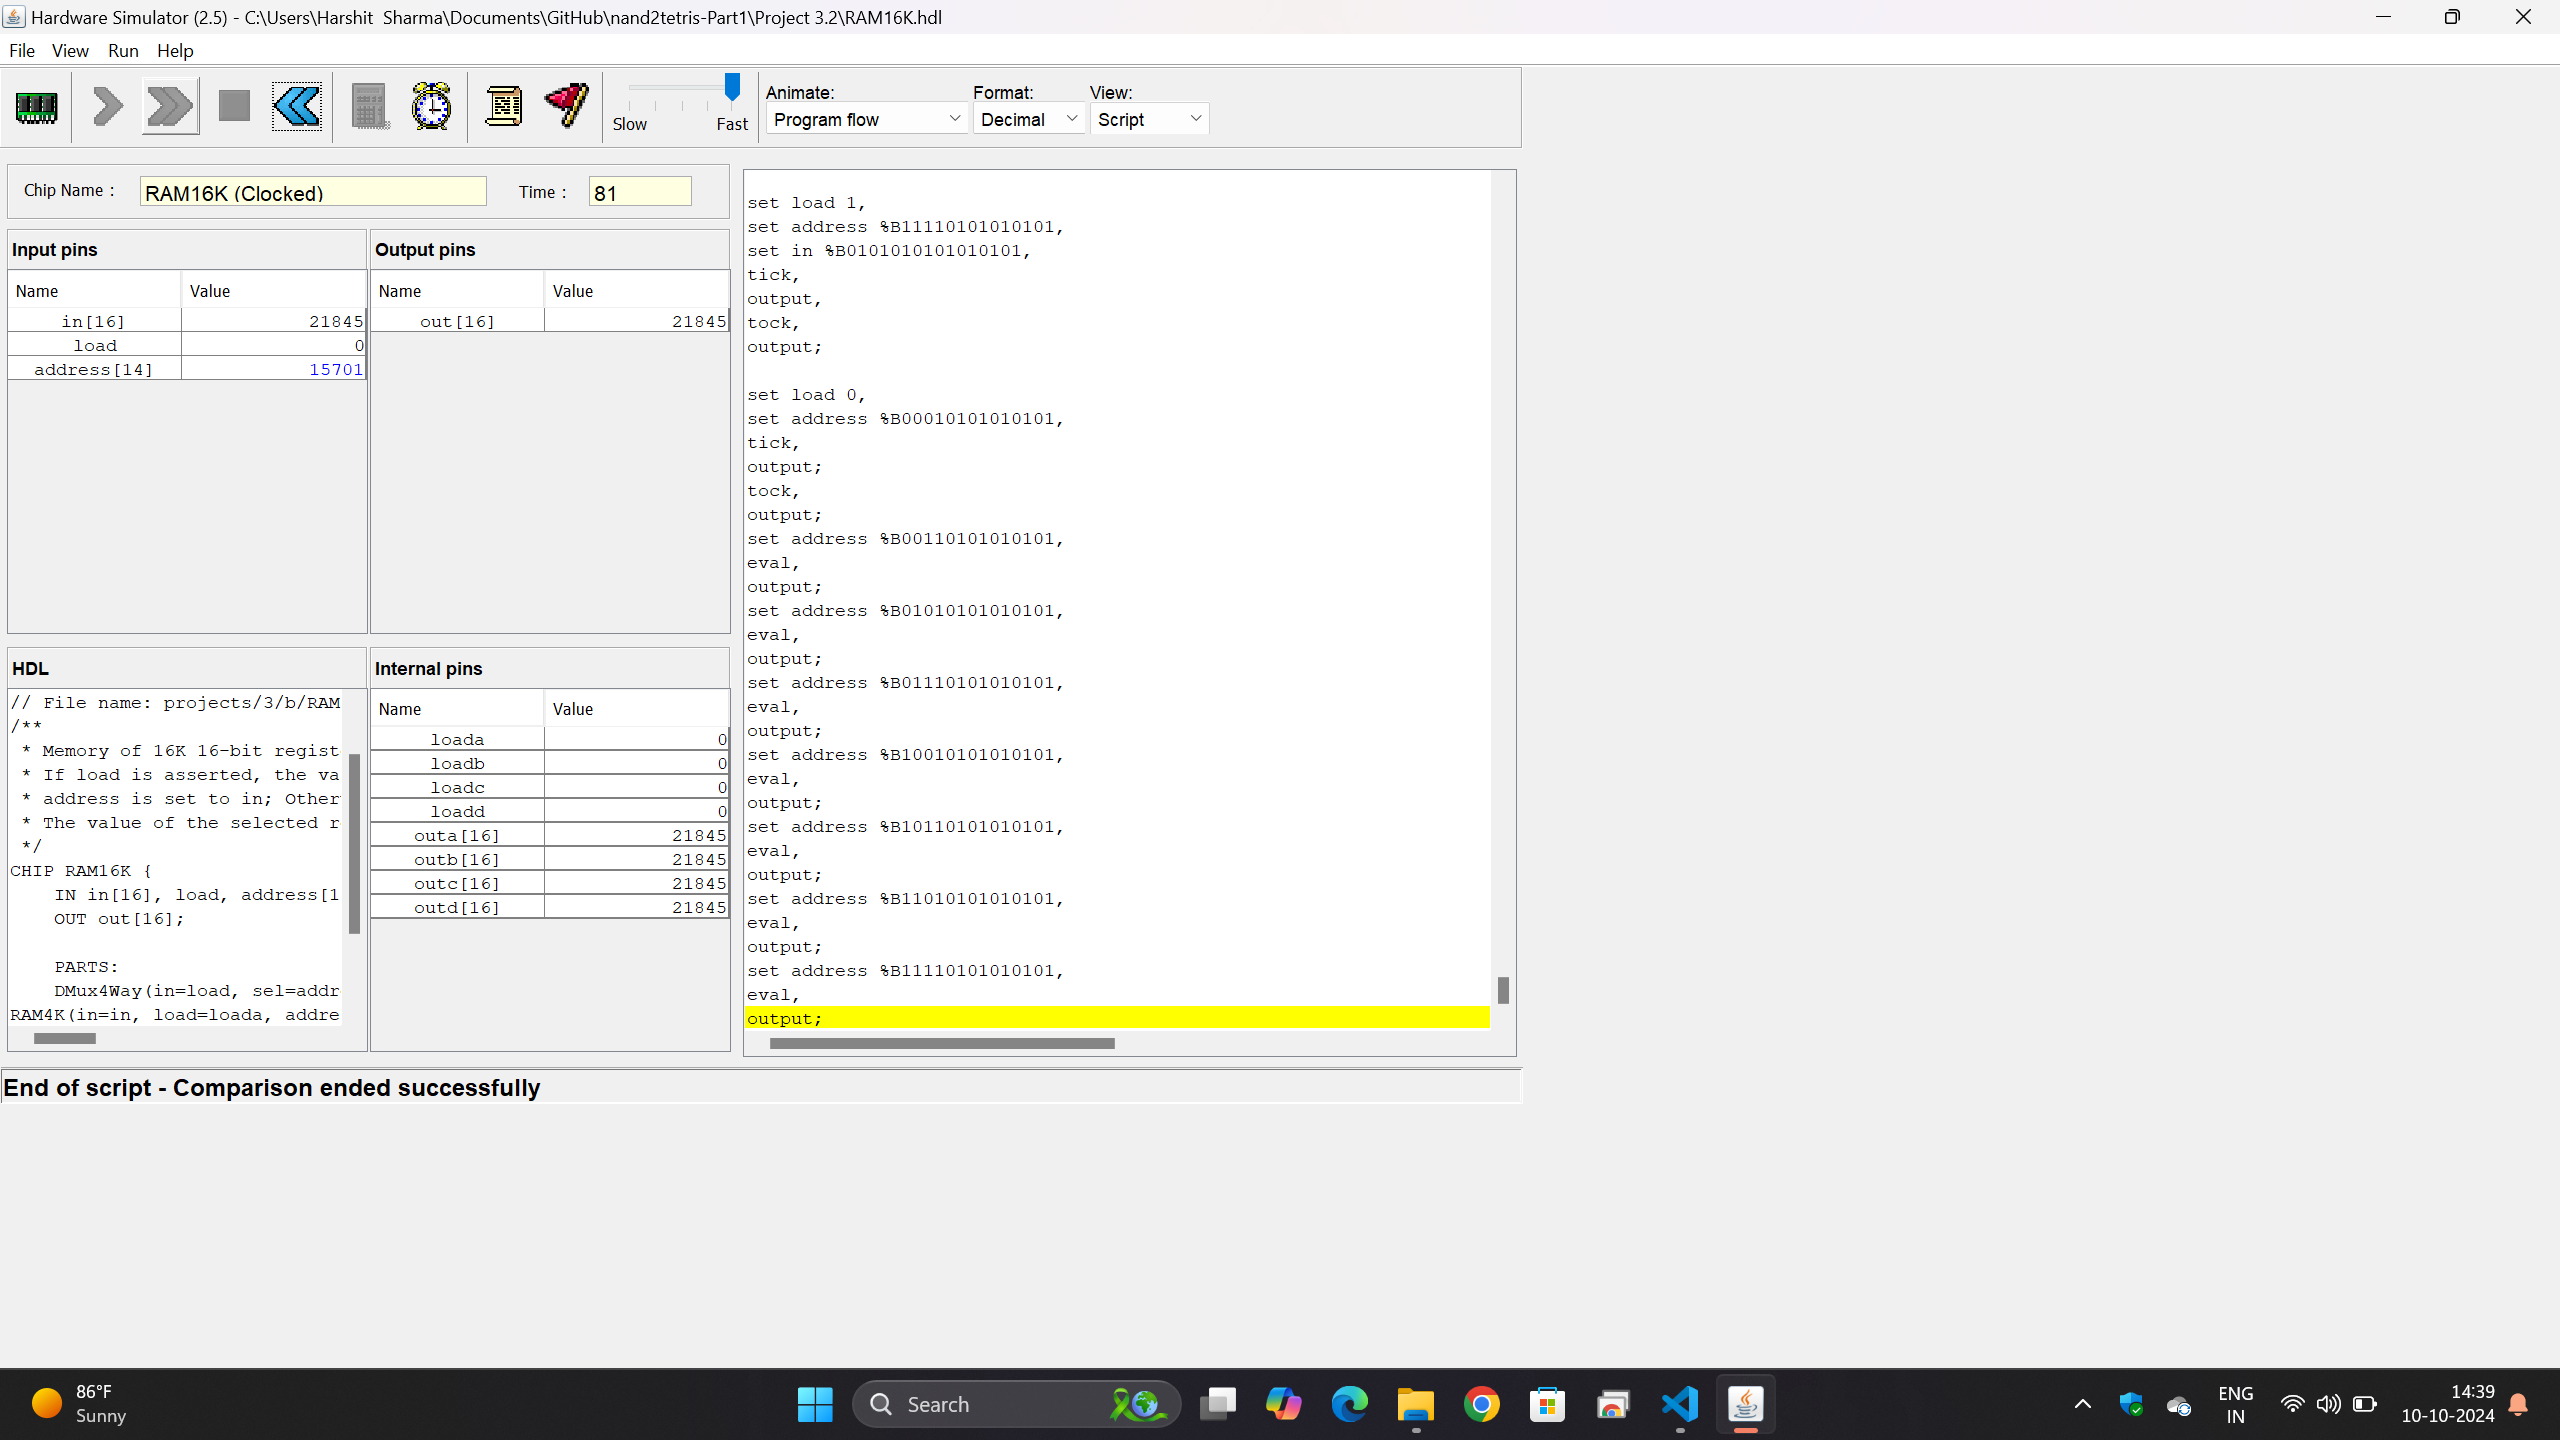 Hardware Simulator (2.5) - C:\Users\Harshit  Sharma\Documents\GitHub\nand2tetris-Part1\Project 3.2\RAM16K.hdl
File View Run Help
Slow Fast
Animate: Format: View:
Program flow Decimal Script
Chip Name : RAM16K (Clocked) Time : 81
Input pins
Name Value
in[16] 21845
load 0
address[14] 15701
Output pins
Name Value
out[16] 21845
HDL
// File name: projects/3/b/RAM
/**
 * Memory of 16K 16-bit regist
 * If load is asserted, the va
 * address is set to in; Other
 * The value of the selected r
 */
CHIP RAM16K {
    IN in[16], load, address[1
    OUT out[16];
    PARTS:
    DMux4Way(in=load, sel=addr
RAM4K(in=in, load=loada, addre
Internal pins
Name Value
loada 0
loadb 0
loadc 0
loadd 0
outa[16] 21845
outb[16] 21845
outc[16] 21845
outd[16] 21845
set load 1,
set address %B11110101010101,
set in %B0101010101010101,
tick,
output,
tock,
output;
set load 0,
set address %B00010101010101,
tick,
output;
tock,
output;
set address %B00110101010101,
eval,
output;
set address %B01010101010101,
eval,
output;
set address %B01110101010101,
eval,
output;
set address %B10010101010101,
eval,
output;
set address %B10110101010101,
eval,
output;
set address %B11010101010101,
eval,
output;
set address %B11110101010101,
eval,
output;
End of script - Comparison ended successfully
86°F
Sunny
Search
ENG
IN
14:39
10-10-2024